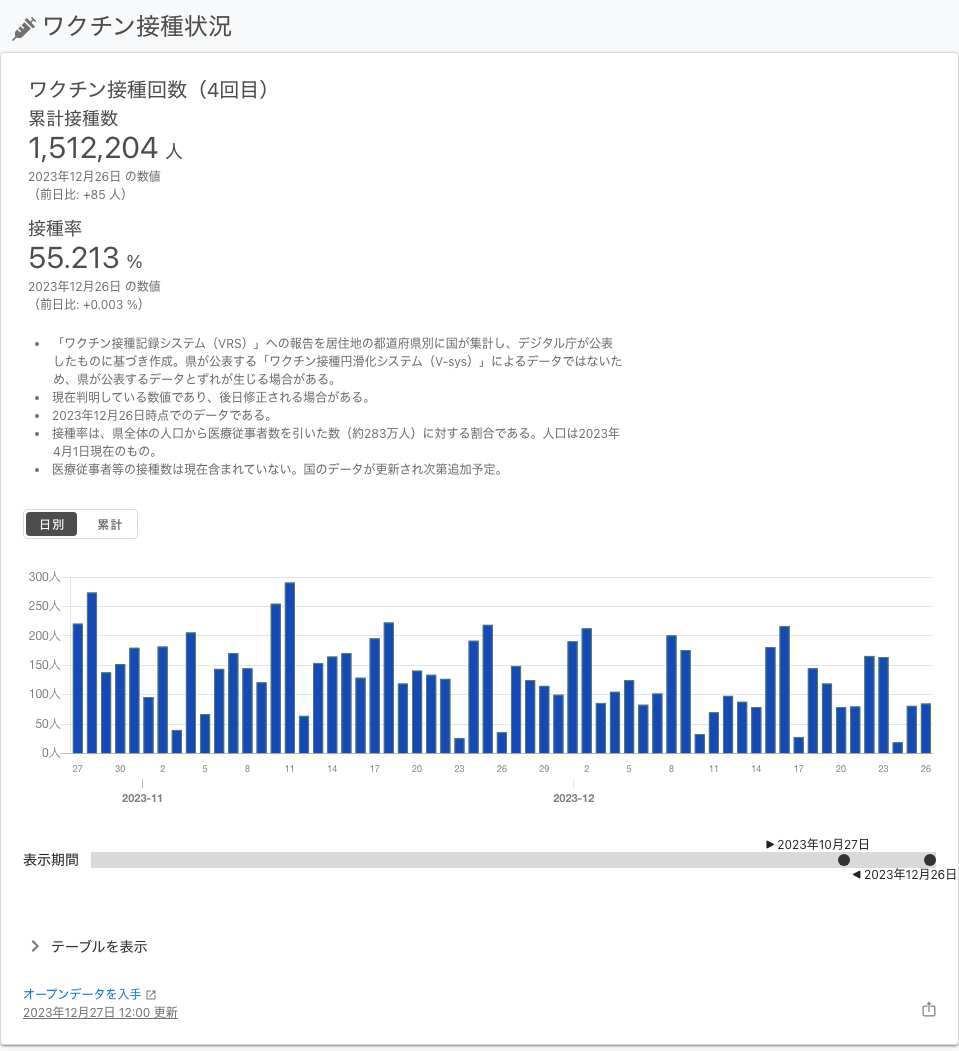 ワクチン接種状況
ワクチン接種回数（4回目）
累計接種数
1,512,204 人
2023年12月26日 の数値
（前日比: +85 人）
接種率
55.213 %
2023年12月26日 の数値
（前日比: +0.003 %）
• 「ワクチン接種記録システム（VRS）」への報告を居住地の都道府県別に国が集計し、デジタル庁が公表
したものに基づき作成。県が公表する「ワクチン接種円滑化システム（V-sys）」によるデータではないた
め、県が公表するデータとずれが生じる場合がある。
• 現在判明している数値であり、後日修正される場合がある。
• 2023年12月26日時点でのデータである。
• 接種率は、県全体の人口から医療従事者数を引いた数（約283万人）に対する割合である。人口は2023年
4月1日現在のもの。
• 医療従事者等の接種数は現在含まれていない。国のデータが更新され次第追加予定。
日別 累計
300人
250人
200人
150人
100人
50人
0人
27 30 2 5 8 11 14 17 20 23 26 29 2 5 8 11 14 17 20 23 26
2023-11 2023-12
▶ 2023年10月27日
表示期間
◀ 2023年12月26日
テーブルを表示
オープンデータを入手
2023年12月27日 12:00 更新